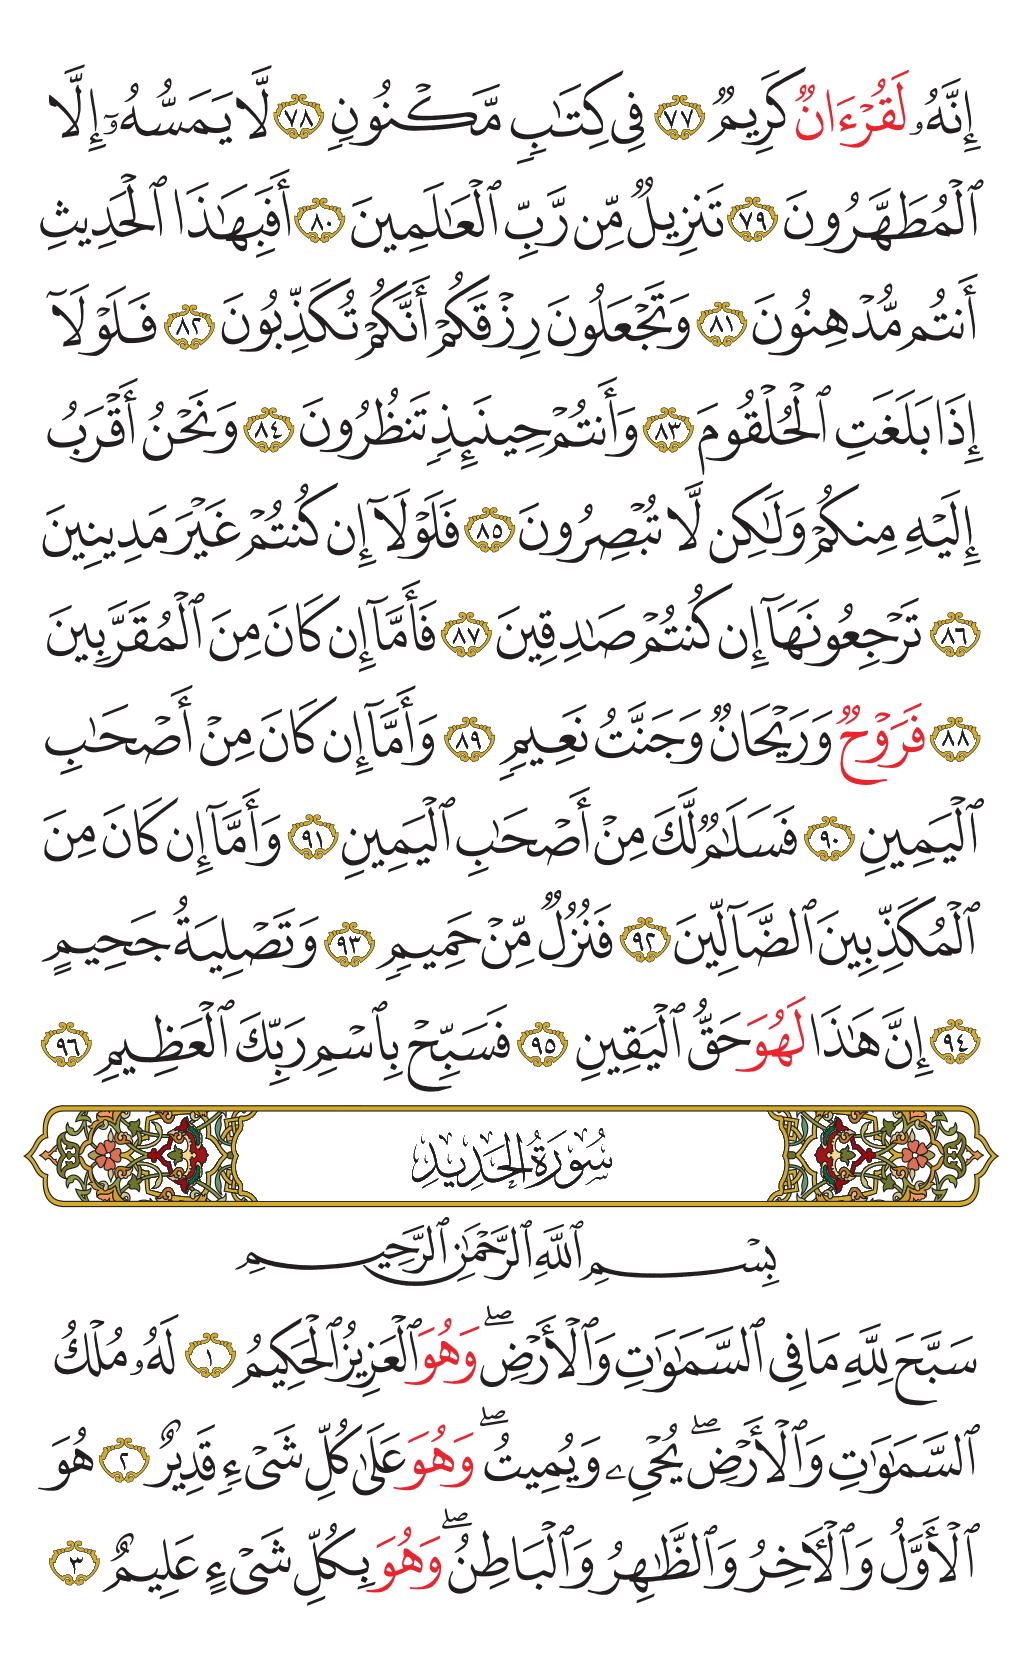 إِنَّهُۥ لَقُرْءَانٌ كَرِيمٌ ٧٧ فِى كِتَٰبٍ مَّكْنُونٍ ٧٨ لَّا يَمَسُّهُۥٓ إِلَّا
ٱلْمُطَهَّرُونَ ٧٩ تَنزِيلٌ مِّن رَّبِّ ٱلْعَٰلَمِينَ ٨٠ أَفَبِهَٰذَا ٱلْحَدِيثِ
أَنتُم مُّدْهِنُونَ ٨١ وَتَجْعَلُونَ رِزْقَكُمْ أَنَّكُمْ تُكَذِّبُونَ ٨٢ فَلَوْلَآ
إِذَا بَلَغَتِ ٱلْحُلْقُومَ ٨٣ وَأَنتُمْ حِينَئِذٍ تَنظُرُونَ ٨٤ وَنَحْنُ أَقْرَبُ
إِلَيْهِ مِنكُمْ وَلَٰكِن لَّا تُبْصِرُونَ ٨٥ فَلَوْلَآ إِن كُنتُمْ غَيْرَ مَدِينِينَ
٨٦ تَرْجِعُونَهَآ إِن كُنتُمْ صَٰدِقِينَ ٨٧ فَأَمَّآ إِن كَانَ مِنَ ٱلْمُقَرَّبِينَ
٨٨ فَرَوْحٌ وَرَيْحَانٌ وَجَنَّتُ نَعِيمٍ ٨٩ وَأَمَّآ إِن كَانَ مِنْ أَصْحَٰبِ
ٱلْيَمِينِ ٩٠ فَسَلَٰمٌ لَّكَ مِنْ أَصْحَٰبِ ٱلْيَمِينِ ٩١ وَأَمَّآ إِن كَانَ مِنَ
ٱلْمُكَذِّبِينَ ٱلضَّآلِّينَ ٩٢ فَنُزُلٌ مِّنْ حَمِيمٍ ٩٣ وَتَصْلِيَةُ جَحِيمٍ
٩٤ إِنَّ هَٰذَا لَهُوَ حَقُّ ٱلْيَقِينِ ٩٥ فَسَبِّحْ بِٱسْمِ رَبِّكَ ٱلْعَظِيمِ ٩٦
سُورَةُ الحَدِيدِ
بِسْمِ ٱللَّهِ ٱلرَّحْمَٰنِ ٱلرَّحِيمِ
سَبَّحَ لِلَّهِ مَا فِى ٱلسَّمَٰوَٰتِ وَٱلْأَرْضِۖ وَهُوَ ٱلْعَزِيزُ ٱلْحَكِيمُ ١ لَهُۥ مُلْكُ
ٱلسَّمَٰوَٰتِ وَٱلْأَرْضِۖ يُحْىِۦ وَيُمِيتُۖ وَهُوَ عَلَىٰ كُلِّ شَىْءٍ قَدِيرٌ ٢ هُوَ
ٱلْأَوَّلُ وَٱلْءَاخِرُ وَٱلظَّٰهِرُ وَٱلْبَاطِنُۖ وَهُوَ بِكُلِّ شَىْءٍ عَلِيمٌ ٣